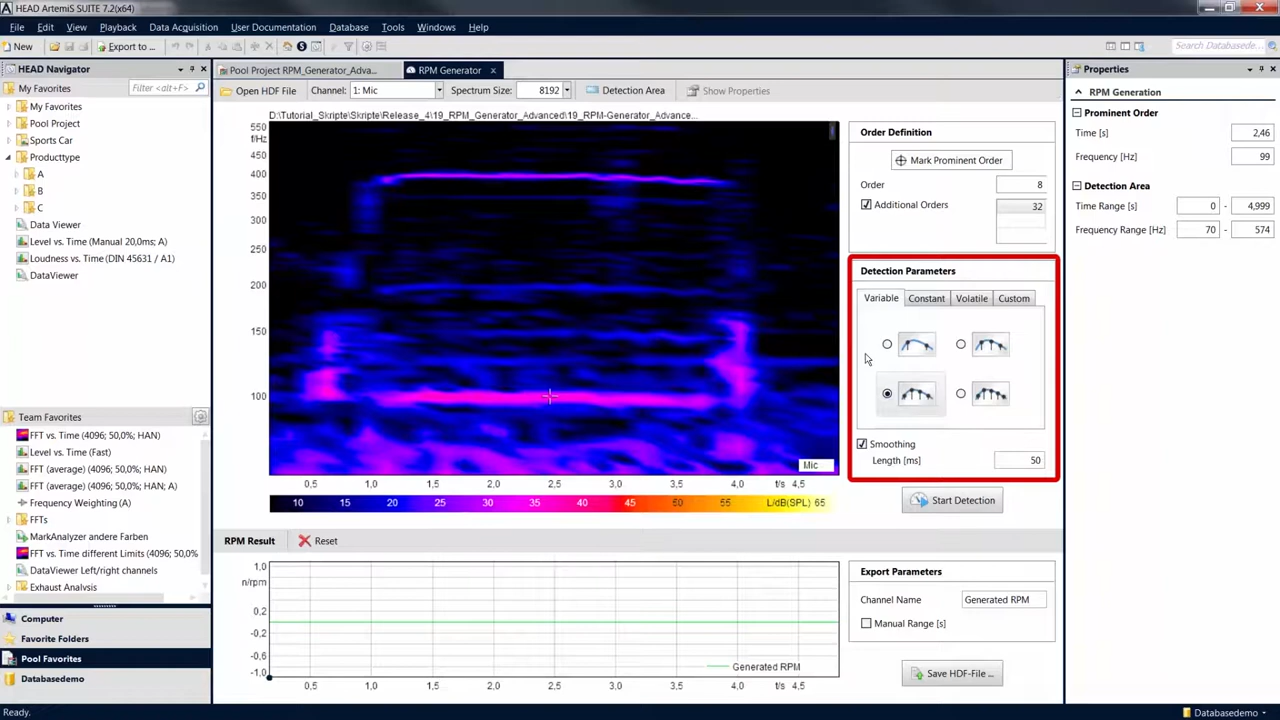 HEAD ArtemiS SUITE 7.2(x64)
File Edit View Playback Data Acquisition User Documentation Database Tools Windows Help
New Export to ... Search Databasedemo
HEAD Navigator
My Favorites Filter <alt+F>
My Favorites
Pool Project
Sports Car
Producttype
A
B
C
Data Viewer
Level vs. Time (Manual 20,0ms; A)
Loudness vs. Time (DIN 45631 / A1)
DataViewer
Team Favorites
FFT vs. Time (4096; 50,0%; HAN)
Level vs. Time (Fast)
FFT (average) (4096; 50,0%; HAN)
FFT (average) (4096; 50,0%; HAN; A)
Frequency Weighting (A)
FFTs
MarkAnalyzer andere Farben
FFT vs. Time different Limits (4096; 50,0%
DataViewer Left/right channels
Exhaust Analysis
Computer
Favorite Folders
Pool Favorites
Databasedemo
Pool Project RPM_Generator_Adva... RPM Generator
Open HDF File Channel: 1: Mic Spectrum Size: 8192 Detection Area Show Properties
D:\Tutorial_Skripte\Skripte\Release_4\19_RPM_Generator_Advanced\19_RPM-Generator_Advance...
550
f/Hz
450
400
350
300
250
200
150
100
Mic
0,5 1,0 1,5 2,0 2,5 3,0 3,5 4,0 t/s 4,5
10 15 20 25 30 35 40 45 50 55 L/dB(SPL) 65
RPM Result Reset
1,0
n/rpm
0,2
-0,2
-0,6
-1,0
Generated RPM
0,5 1,0 1,5 2,0 2,5 3,0 3,5 4,0 t/s 4,5
Order Definition
Mark Prominent Order
Order 8
Additional Orders 32
Detection Parameters
Variable Constant Volatile Custom
Smoothing
Length [ms] 50
Start Detection
Export Parameters
Channel Name Generated RPM
Manual Range [s]
Save HDF-File ...
Properties
RPM Generation
Prominent Order
Time [s] 2,46
Frequency [Hz] 99
Detection Area
Time Range [s] 0 - 4,999
Frequency Range [Hz] 70 - 574
Ready. Databasedemo